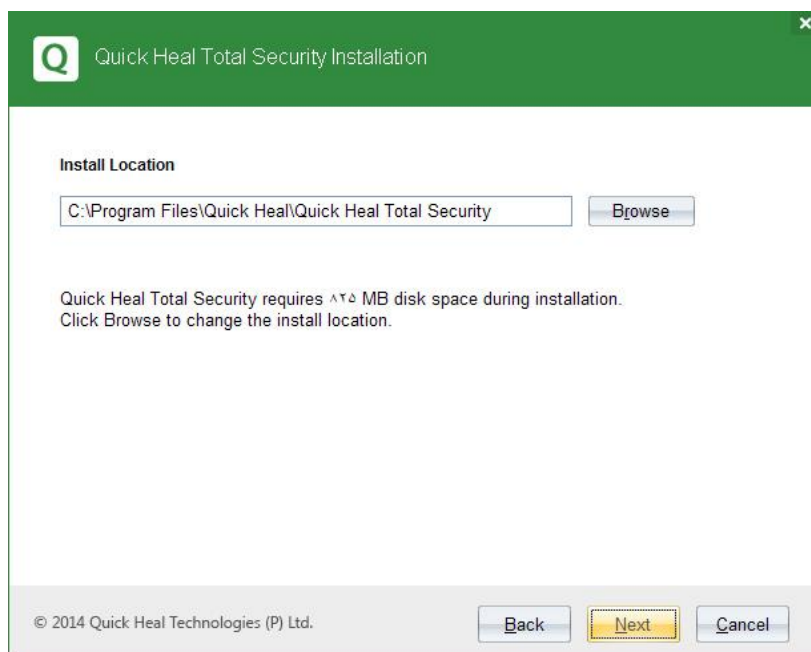 Q Quick Heal Total Security Installation
Install Location
C:\Program Files\Quick Heal\Quick Heal Total Security Browse
Quick Heal Total Security requires ۸۲۵ MB disk space during installation.
Click Browse to change the install location.
© 2014 Quick Heal Technologies (P) Ltd. Back Next Cancel